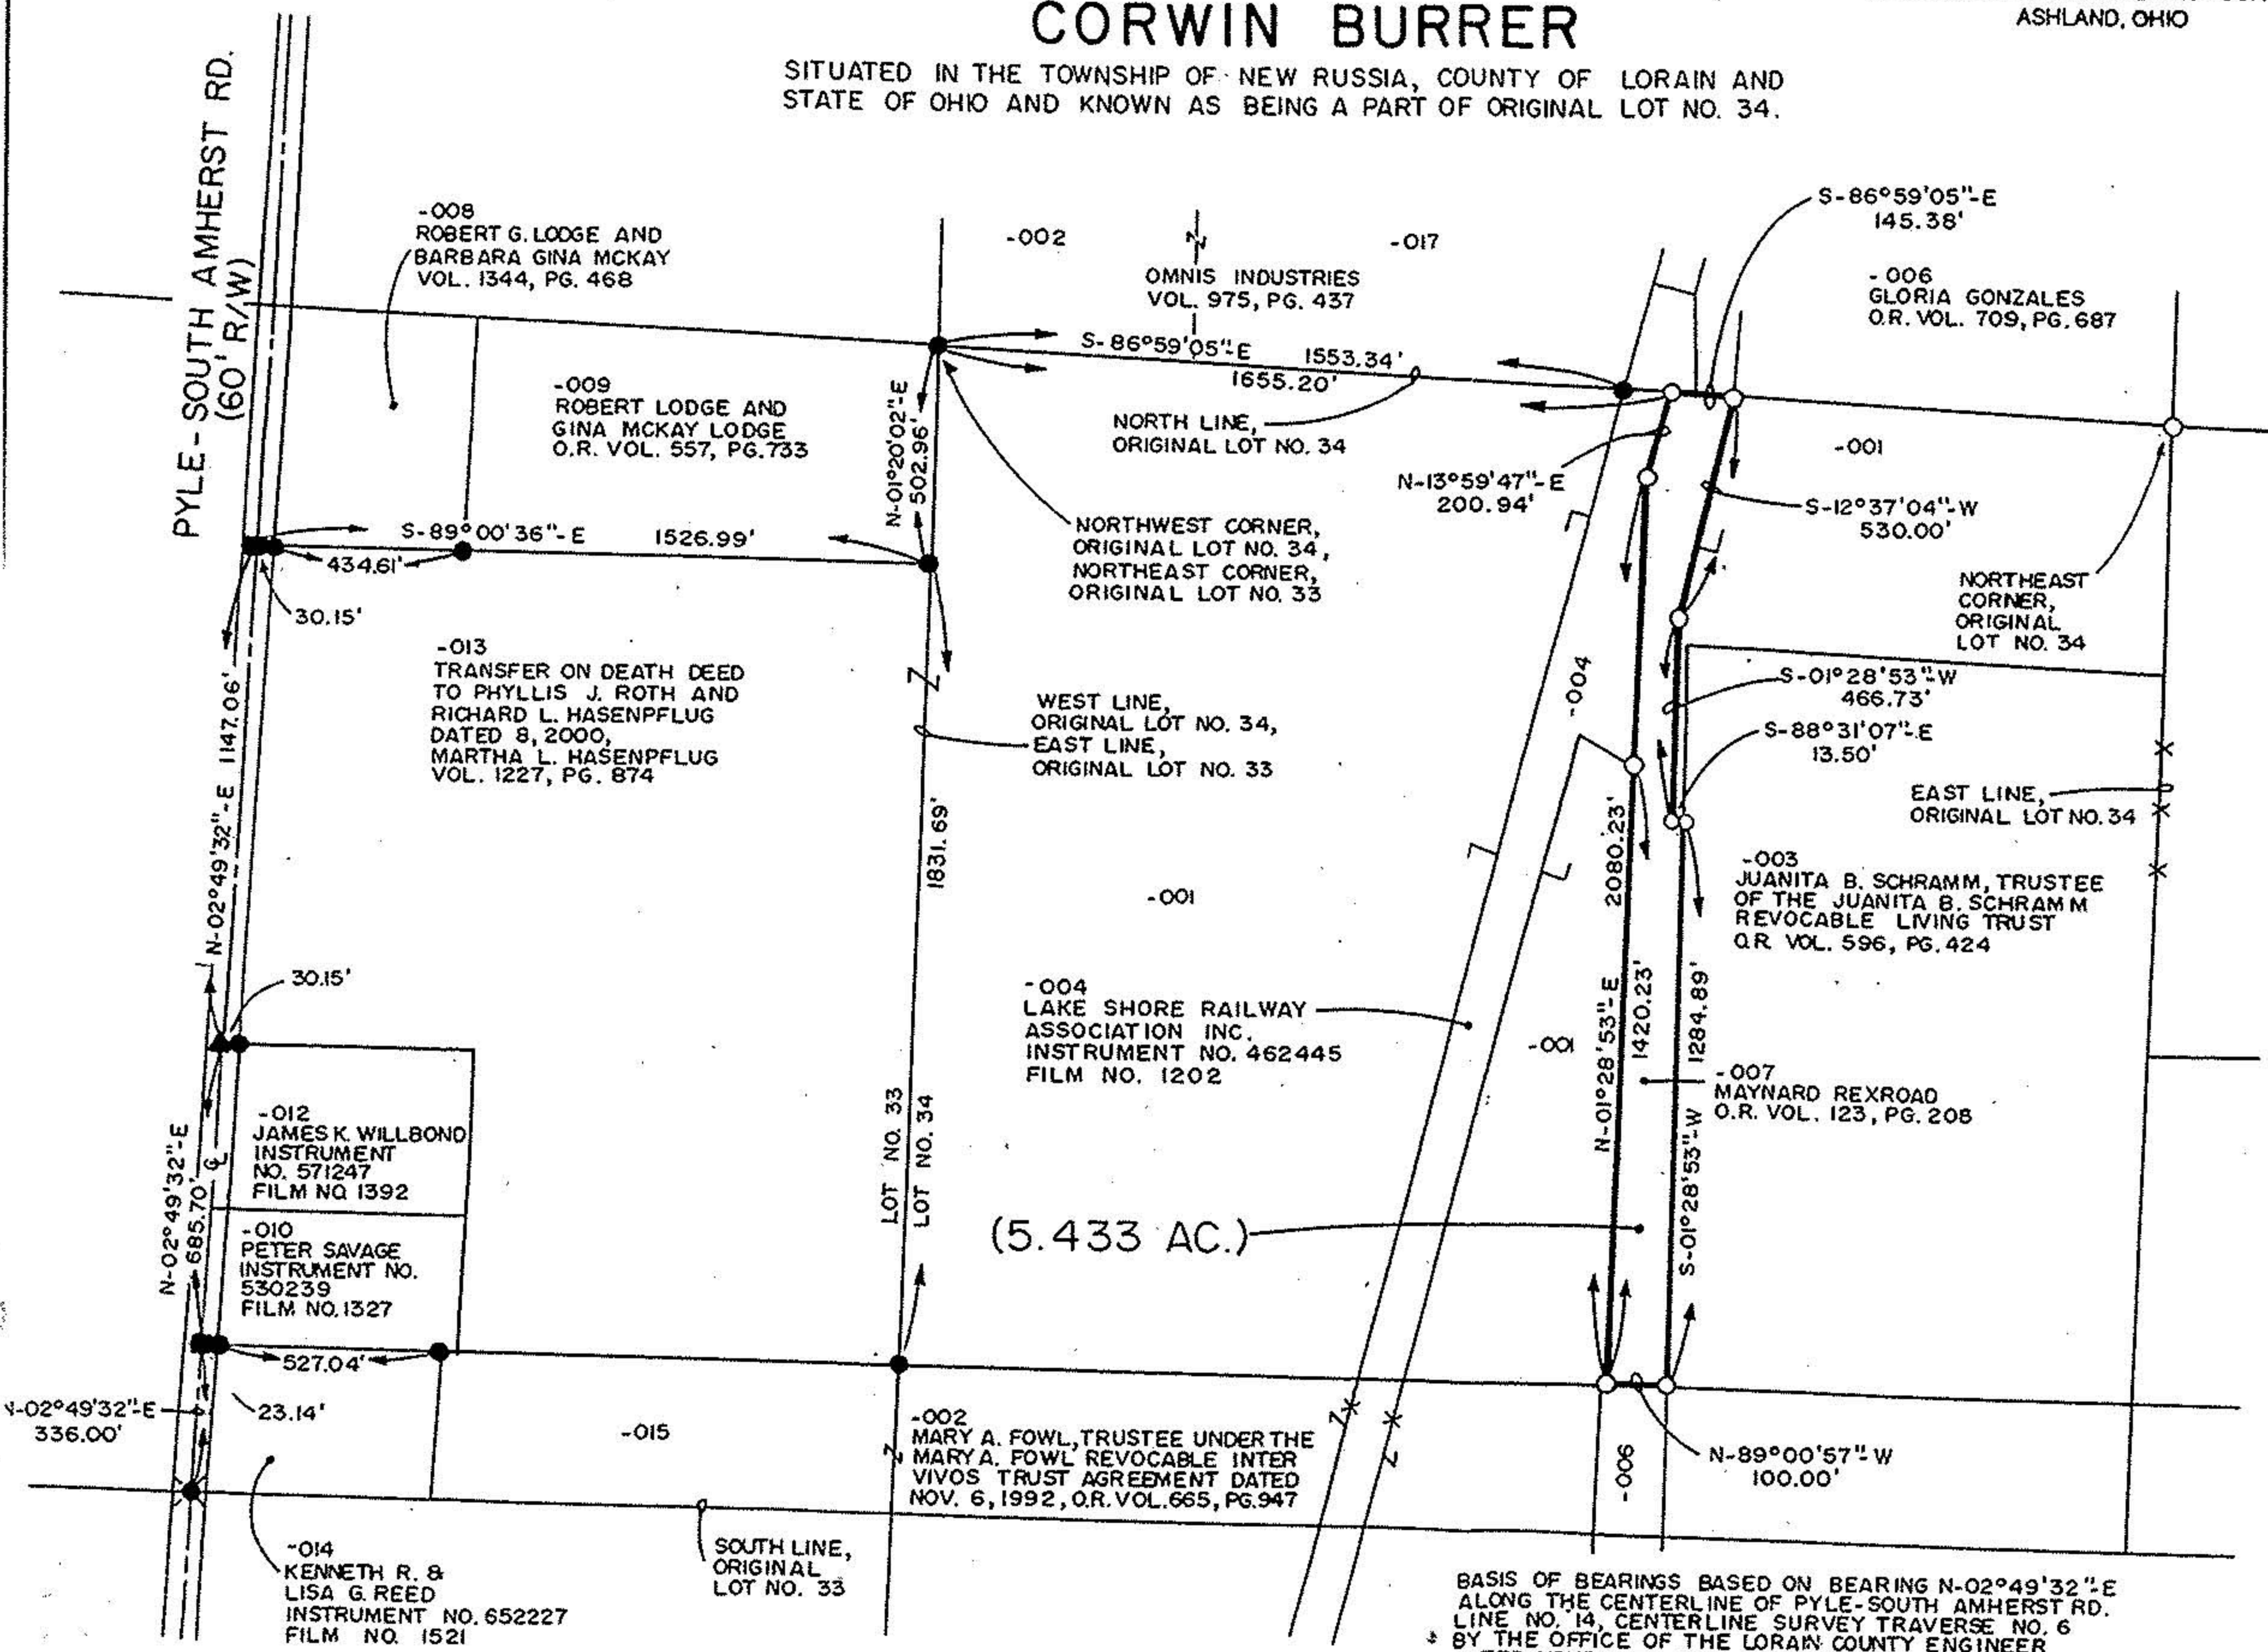 CORWIN BURRER
ASHLAND, OHIO
SITUATED IN THE TOWNSHIP OF NEW RUSSIA, COUNTY OF LORAIN AND
STATE OF OHIO AND KNOWN AS BEING A PART OF ORIGINAL LOT NO. 34.
PYLE-SOUTH AMHERST RD.
(60' R/W)
-008
ROBERT G. LODGE AND
BARBARA GINA MCKAY
VOL. 1344, PG. 468
-002
-017
OMNIS INDUSTRIES
VOL. 975, PG. 437
S-86°59'05"-E
145.38'
-006
GLORIA GONZALES
O.R. VOL. 709, PG. 687
-009
ROBERT LODGE AND
GINA MCKAY LODGE
O.R. VOL. 557, PG. 733
S-86°59'05"-E 1553.34'
1655.20'
N-01°20'02"-E
502.96'
NORTH LINE,
ORIGINAL LOT NO. 34
-001
N-13°59'47"-E
200.94'
S-12°37'04"-W
530.00'
S-89°00'36"-E 1526.99'
434.61'
30.15'
NORTHWEST CORNER,
ORIGINAL LOT NO. 34,
NORTHEAST CORNER,
ORIGINAL LOT NO. 33
NORTHEAST
CORNER,
ORIGINAL
LOT NO. 34
-013
TRANSFER ON DEATH DEED
TO PHYLLIS J. ROTH AND
RICHARD L. HASENPFLUG
DATED 8, 2000,
MARTHA L. HASENPFLUG
VOL. 1227, PG. 874
WEST LINE,
ORIGINAL LOT NO. 34,
EAST LINE,
ORIGINAL LOT NO. 33
-004
S-01°28'53"-W
466.73'
S-88°31'07"-E
13.50'
EAST LINE,
ORIGINAL LOT NO. 34
N-02°49'32"-E 1147.06'
1831.69'
2080.23'
-001
-003
JUANITA B. SCHRAMM, TRUSTEE
OF THE JUANITA B. SCHRAMM
REVOCABLE LIVING TRUST
O.R. VOL. 596, PG. 424
30.15'
-004
LAKE SHORE RAILWAY
ASSOCIATION INC.
INSTRUMENT NO. 462445
FILM NO. 1202
-001
N-01°28'53"-E
1420.23'
1284.89'
S-01°28'53"-W
-007
MAYNARD REXROAD
O.R. VOL. 123, PG. 208
-012
JAMES K. WILLBOND
INSTRUMENT
NO. 571247
FILM NO. 1392
LOT NO. 33
LOT NO. 34
N-02°49'32"-E
685.70'
℄
-010
PETER SAVAGE
INSTRUMENT NO.
530239
FILM NO. 1327
(5.433 AC.)
527.04'
23.14'
N-02°49'32"-E
336.00'
-015
-002
MARY A. FOWL, TRUSTEE UNDER THE
MARY A. FOWL REVOCABLE INTER
VIVOS TRUST AGREEMENT DATED
NOV. 6, 1992, O.R. VOL. 665, PG. 947
-006
N-89°00'57"-W
100.00'
-014
KENNETH R. &
LISA G. REED
INSTRUMENT NO. 652227
FILM NO. 1521
SOUTH LINE,
ORIGINAL
LOT NO. 33
BASIS OF BEARINGS BASED ON BEARING N-02°49'32"-E
ALONG THE CENTERLINE OF PYLE-SOUTH AMHERST RD.
LINE NO. 14, CENTERLINE SURVEY TRAVERSE NO. 6
BY THE OFFICE OF THE LORAIN COUNTY ENGINEER